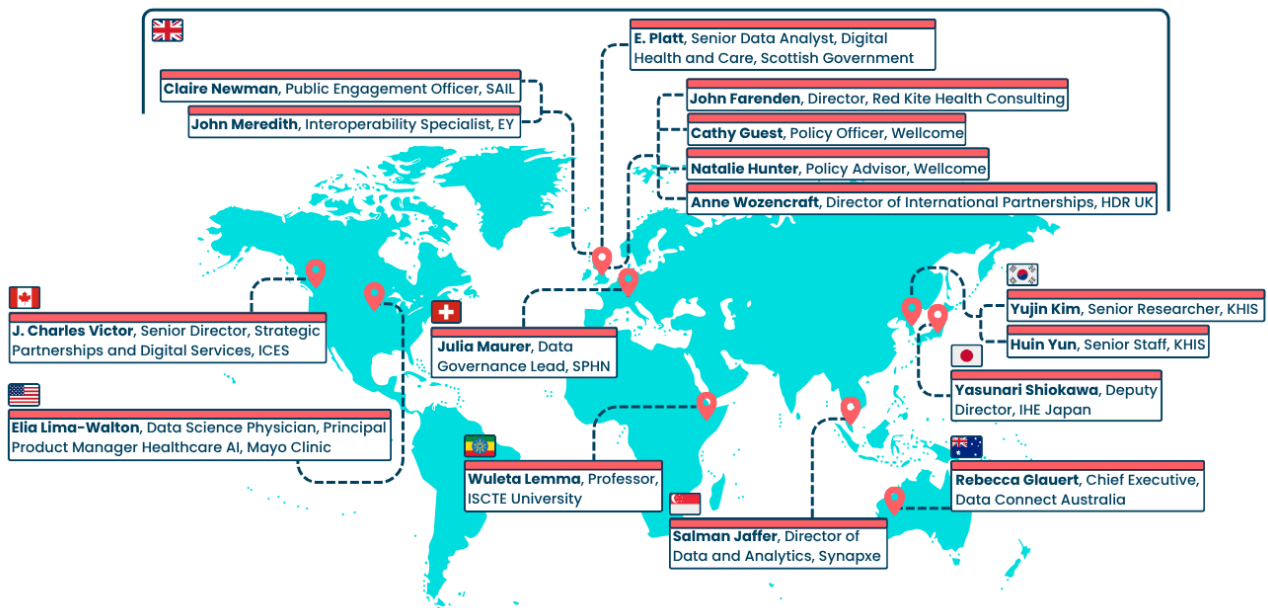 E. Platt, Senior Data Analyst, Digital
Health and Care, Scottish Government
Claire Newman, Public Engagement Officer, SAIL
John Meredith, Interoperability Specialist, EY
John Farenden, Director, Red Kite Health Consulting
Cathy Guest, Policy Officer, Wellcome
Natalie Hunter, Policy Advisor, Wellcome
Anne Wozencraft, Director of International Partnerships, HDR UK
J. Charles Victor, Senior Director, Strategic
Partnerships and Digital Services, ICES
Julia Maurer, Data
Governance Lead, SPHN
Yujin Kim, Senior Researcher, KHIS
Huin Yun, Senior Staff, KHIS
Yasunari Shiokawa, Deputy
Director, IHE Japan
Elia Lima-Walton, Data Science Physician, Principal
Product Manager Healthcare AI, Mayo Clinic
Wuleta Lemma, Professor,
ISCTE University
Rebecca Glauert, Chief Executive,
Data Connect Australia
Salman Jaffer, Director of
Data and Analytics, Synapxe